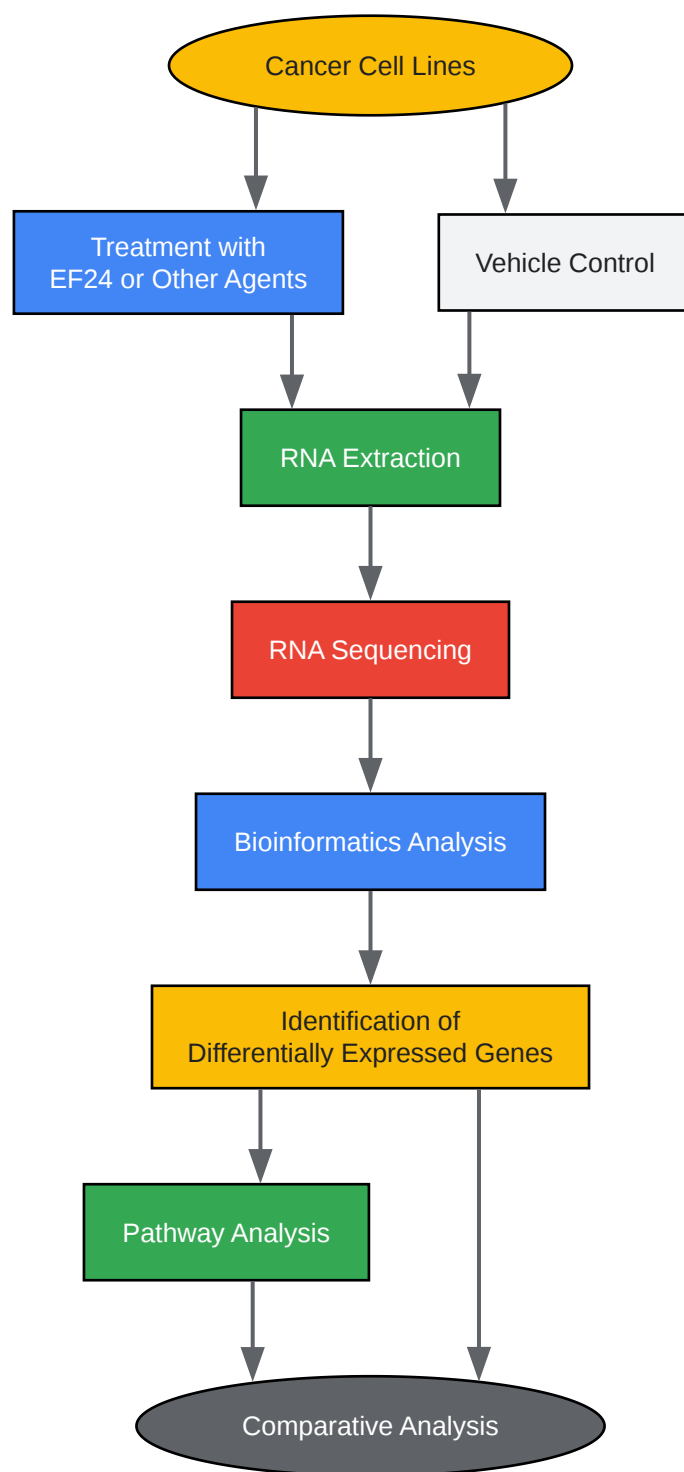 Cancer Cell Lines
Treatment with
EF24 or Other Agents
Vehicle Control
RNA Extraction
RNA Sequencing
Bioinformatics Analysis
Identification of
Differentially Expressed Genes
Pathway Analysis
Comparative Analysis